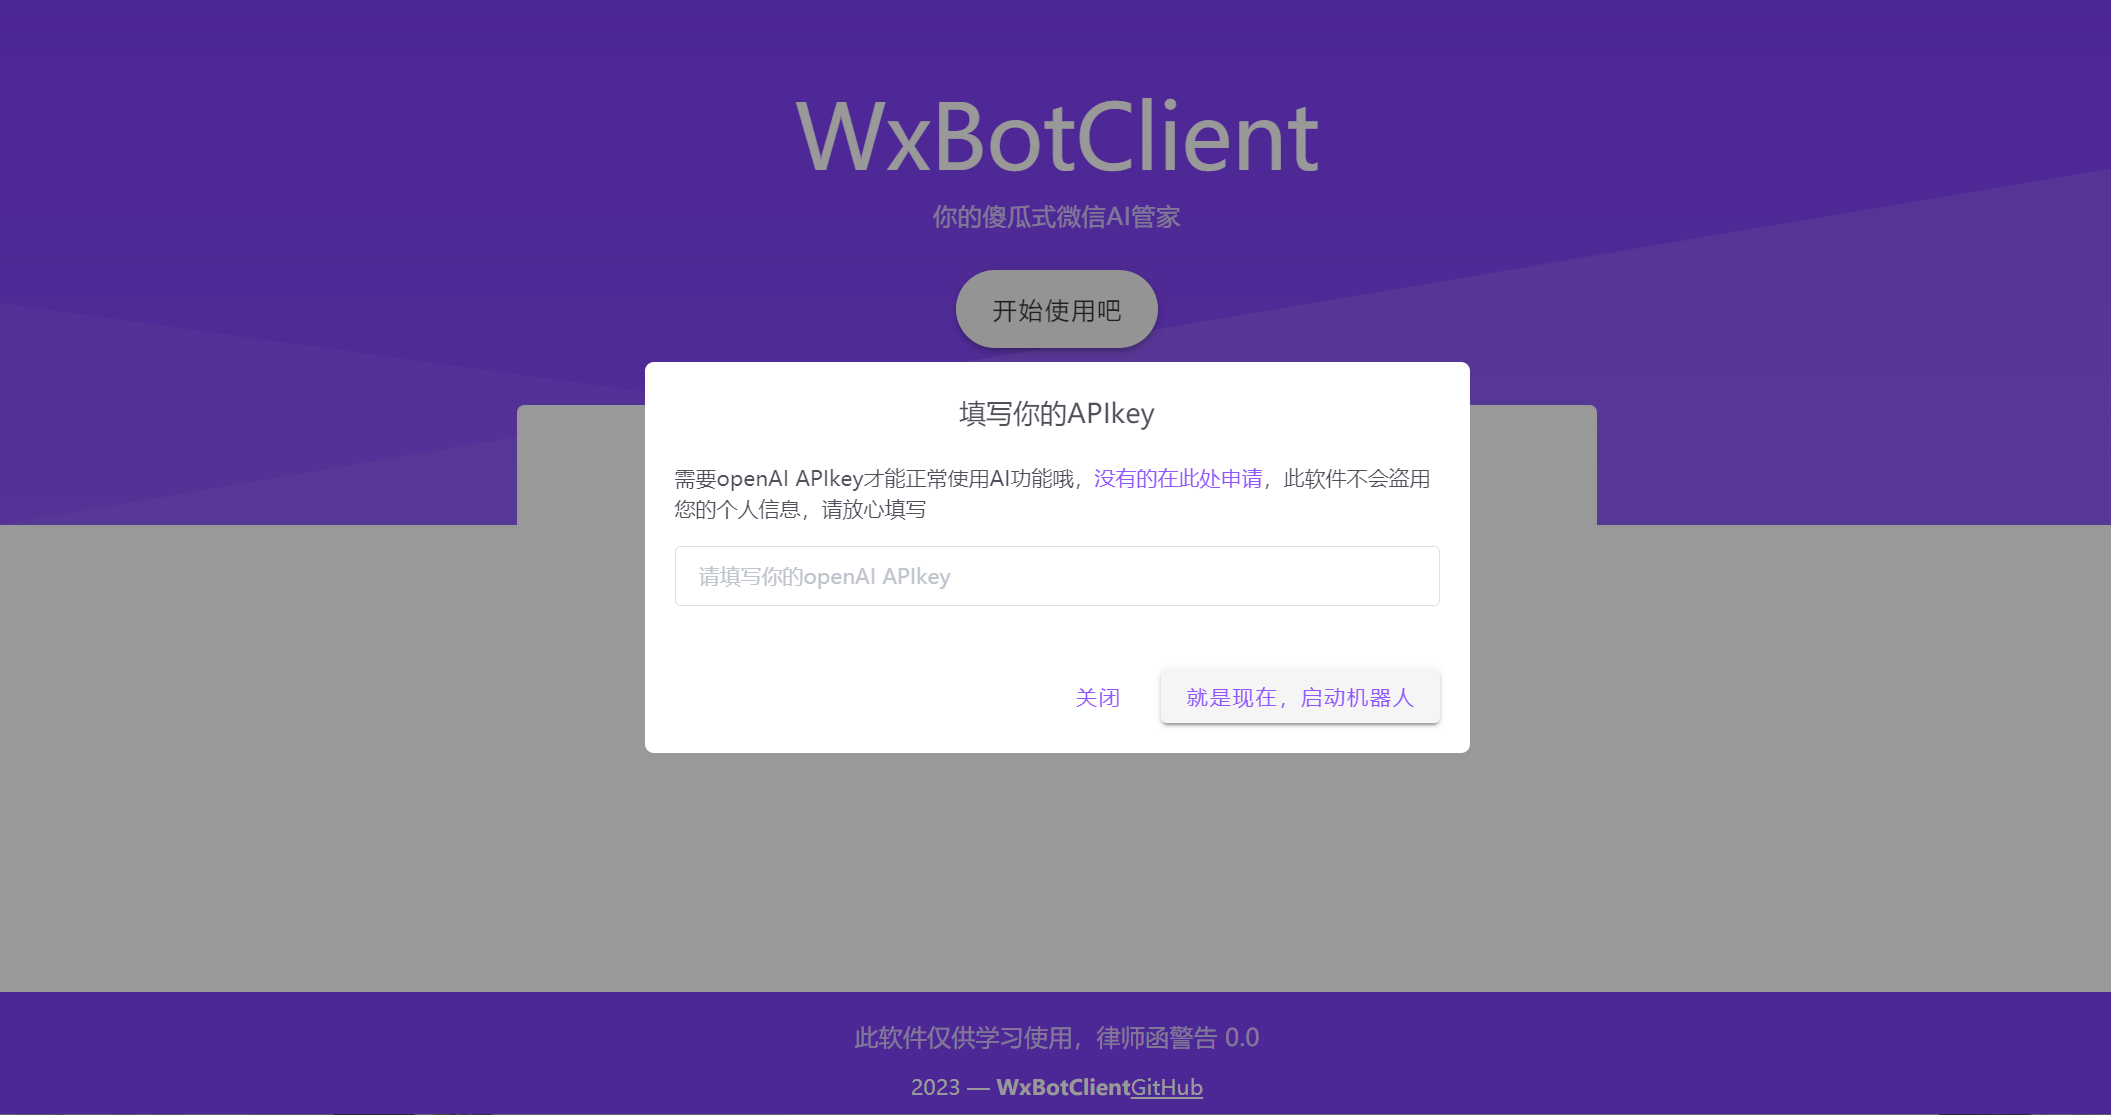 WxBotClient
你的傻瓜式微信AI管家
开始使用吧
填写你的APIkey
需要openAI APIkey才能正常使用AI功能哦，没有的在此处申请，此软件不会盗用
您的个人信息，请放心填写
请填写你的openAI APIkey
关闭
就是现在，启动机器人
此软件仅供学习使用，律师函警告 0.0
2023 — WxBotClientGitHub